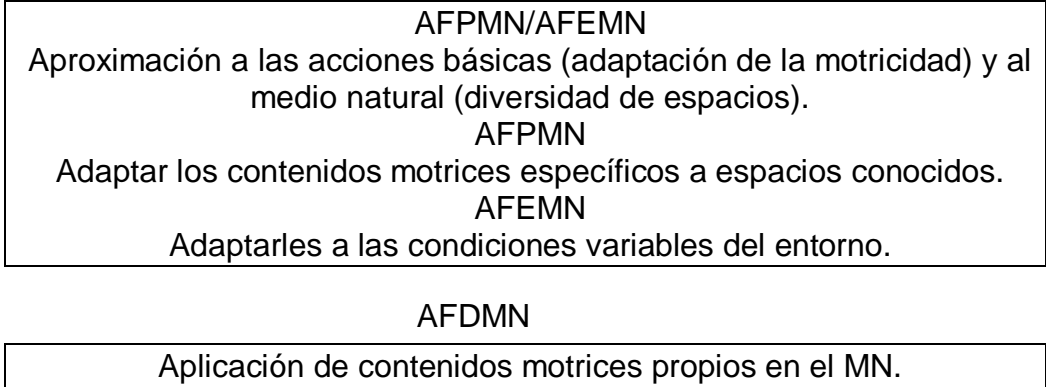 AFPMN/AFEMN
Aproximación a las acciones básicas (adaptación de la motricidad) y al
medio natural (diversidad de espacios).
AFPMN
Adaptar los contenidos motrices específicos a espacios conocidos.
AFEMN
Adaptarles a las condiciones variables del entorno.
AFDMN
Aplicación de contenidos motrices propios en el MN.